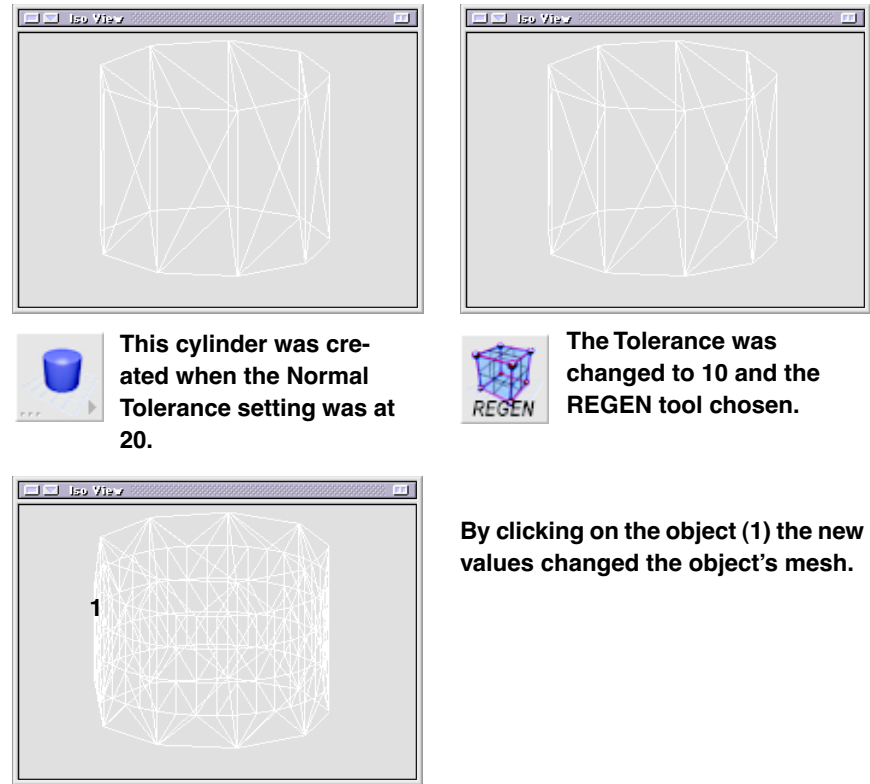 Iso View
Iso View
This cylinder was cre-
ated when the Normal
Tolerance setting was at
20.
REGEN
The Tolerance was
changed to 10 and the
REGEN tool chosen.
Iso View
1
By clicking on the object (1) the new
values changed the object’s mesh.